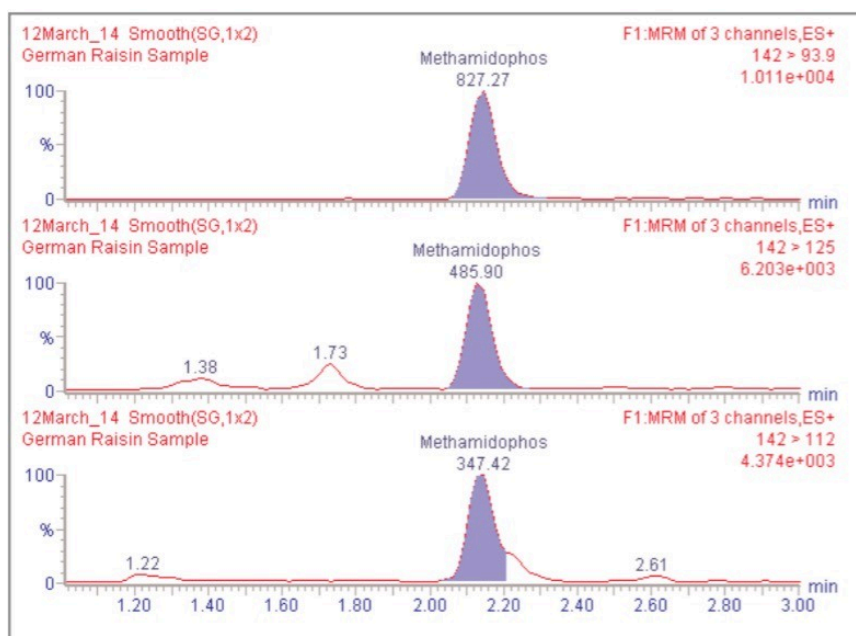 12March_14 Smooth(SG,1x2)
F1:MRM of 3 channels,ES+
German Raisin Sample
142 > 93.9
1.011e+004
Methamidophos
827.27
100
%
0
min
12March_14 Smooth(SG,1x2)
F1:MRM of 3 channels,ES+
German Raisin Sample
142 > 125
6.203e+003
Methamidophos
485.90
100
%
1.38
1.73
0
min
12March_14 Smooth(SG,1x2)
F1:MRM of 3 channels,ES+
German Raisin Sample
142 > 112
4.374e+003
Methamidophos
347.42
100
%
1.22
2.61
0
min
1.20 1.40 1.60 1.80 2.00 2.20 2.40 2.60 2.80 3.00